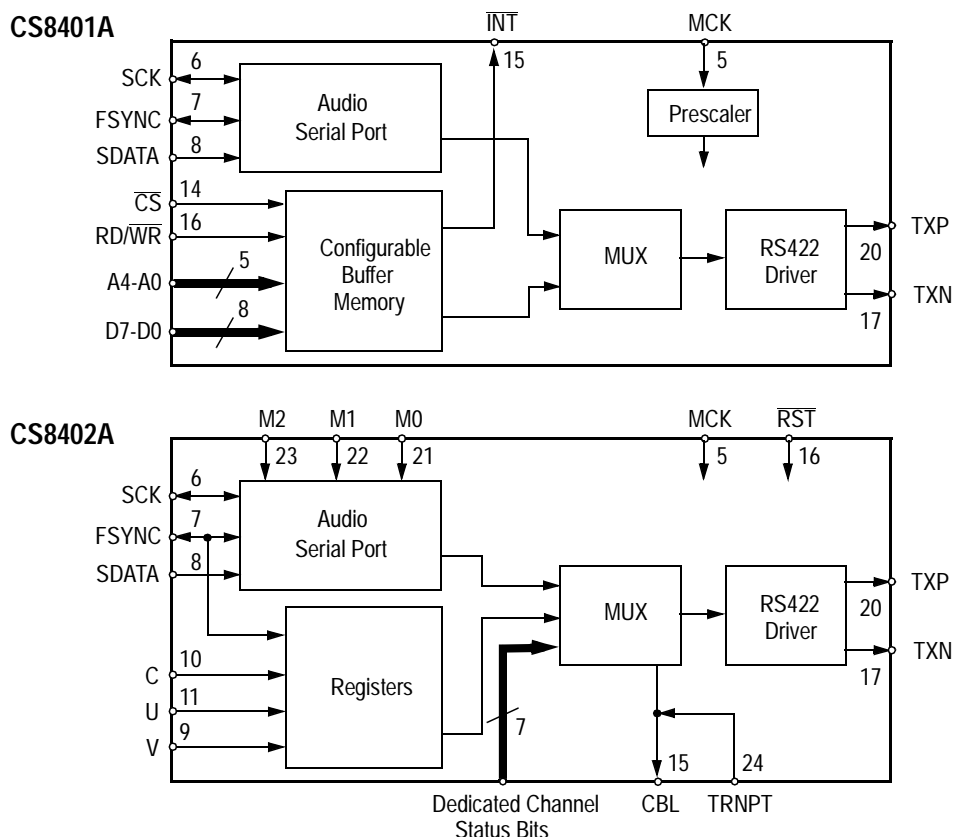 CS8401A
INT
MCK
15
5
SCK
6
FSYNC
7
SDATA
8
Audio
Serial Port
Prescaler
CS
14
RD/WR
16
A4-A0
5
D7-D0
8
Configurable
Buffer
Memory
MUX
RS422
Driver
TXP
20
TXN
17
CS8402A
M2
M1
M0
MCK
RST
23
22
21
5
16
SCK
6
FSYNC
7
SDATA
8
Audio
Serial Port
C
10
U
11
V
9
Registers
MUX
RS422
Driver
TXP
20
TXN
17
7
15
24
Dedicated Channel
Status Bits
CBL
TRNPT